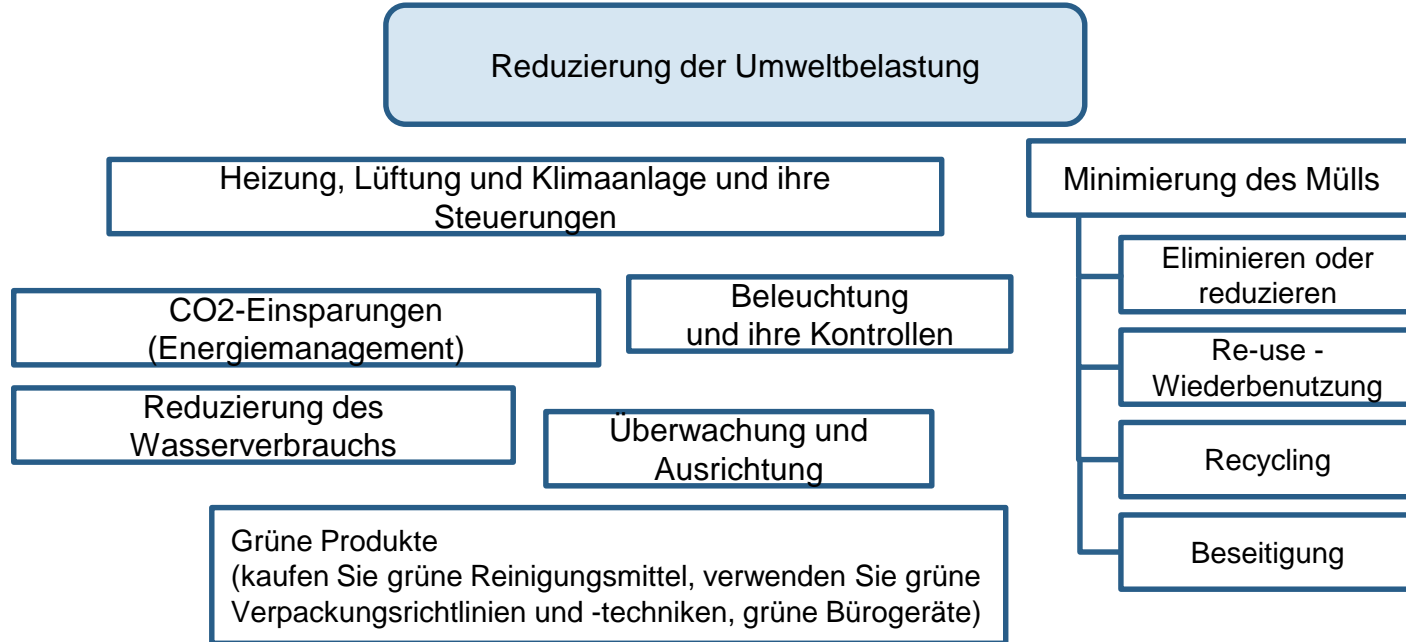 Reduzierung der Umweltbelastung
Heizung, Lüftung und Klimaanlage und ihre
Steuerungen
Minimierung des Mülls
Eliminieren oder
reduzieren
CO2-Einsparungen
(Energiemanagement)
Beleuchtung
und ihre Kontrollen
Re-use -
Wiederbenutzung
Reduzierung des
Wasserverbrauchs
Überwachung und
Ausrichtung
Recycling
Grüne Produkte
(kaufen Sie grüne Reinigungsmittel, verwenden Sie grüne
Verpackungsrichtlinien und -techniken, grüne Bürogeräte)
Beseitigung